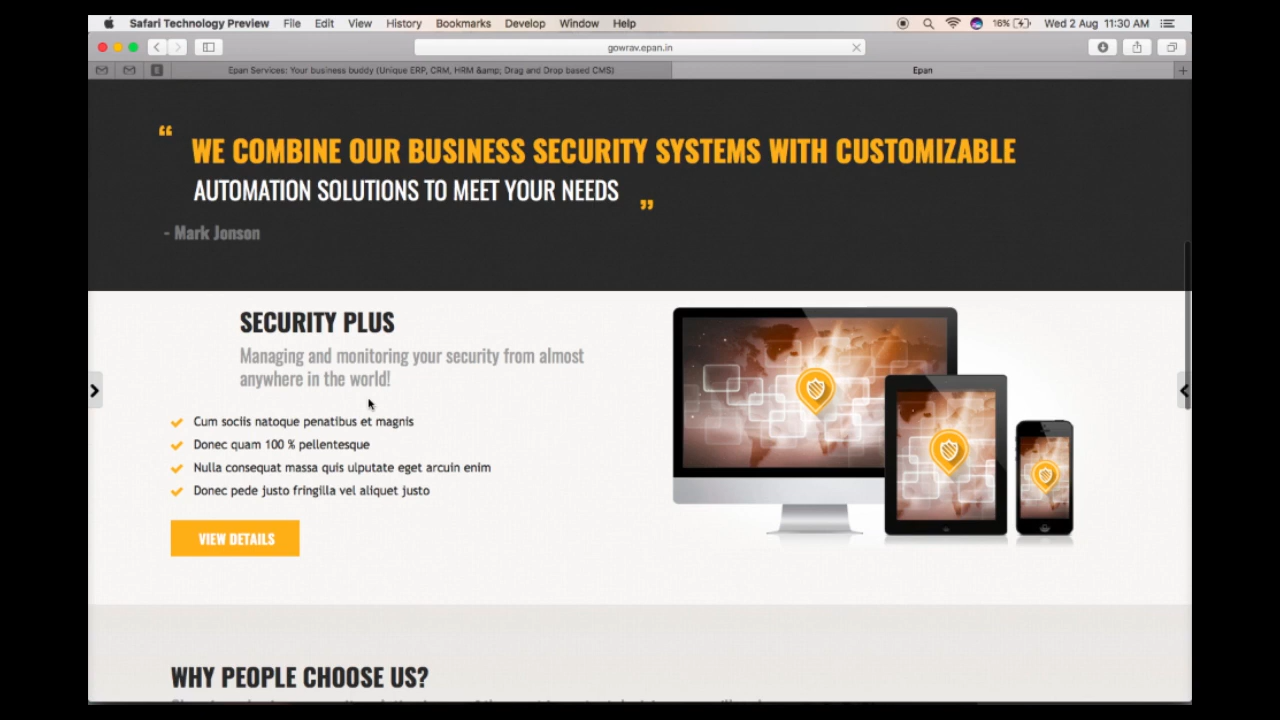 Safari Technology Preview File Edit View History Bookmarks Develop Window Help 16% Wed 2 Aug 11:30 AM
gowrav.epan.in
Epan Services: Your business buddy (Unique ERP, CRM, HRM &amp; Drag and Drop based CMS) Epan
“ WE COMBINE OUR BUSINESS SECURITY SYSTEMS WITH CUSTOMIZABLE
AUTOMATION SOLUTIONS TO MEET YOUR NEEDS ”
- Mark Jonson
SECURITY PLUS
Managing and monitoring your security from almost
anywhere in the world!
Cum sociis natoque penatibus et magnis
Donec quam 100 % pellentesque
Nulla consequat massa quis ulputate eget arcuin enim
Donec pede justo fringilla vel aliquet justo
VIEW DETAILS
WHY PEOPLE CHOOSE US?